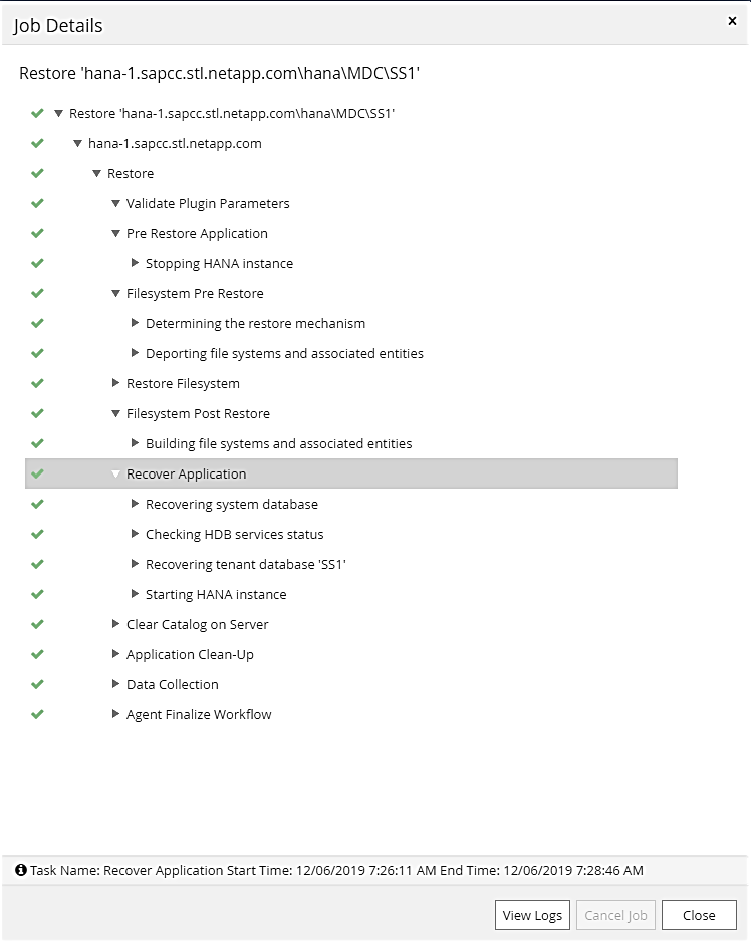 Job Details
×
Restore 'hana-1.sapcc.stl.netapp.com\hana\MDC\SS1'
Restore 'hana-1.sapcc.stl.netapp.com\hana\MDC\SS1'
hana-1.sapcc.stl.netapp.com
Restore
Validate Plugin Parameters
Pre Restore Application
Stopping HANA instance
Filesystem Pre Restore
Determining the restore mechanism
Deporting file systems and associated entities
Restore Filesystem
Filesystem Post Restore
Building file systems and associated entities
Recover Application
Recovering system database
Checking HDB services status
Recovering tenant database 'SS1'
Starting HANA instance
Clear Catalog on Server
Application Clean-Up
Data Collection
Agent Finalize Workflow
Task Name: Recover Application Start Time: 12/06/2019 7:26:11 AM End Time: 12/06/2019 7:28:46 AM
View Logs Cancel Job Close